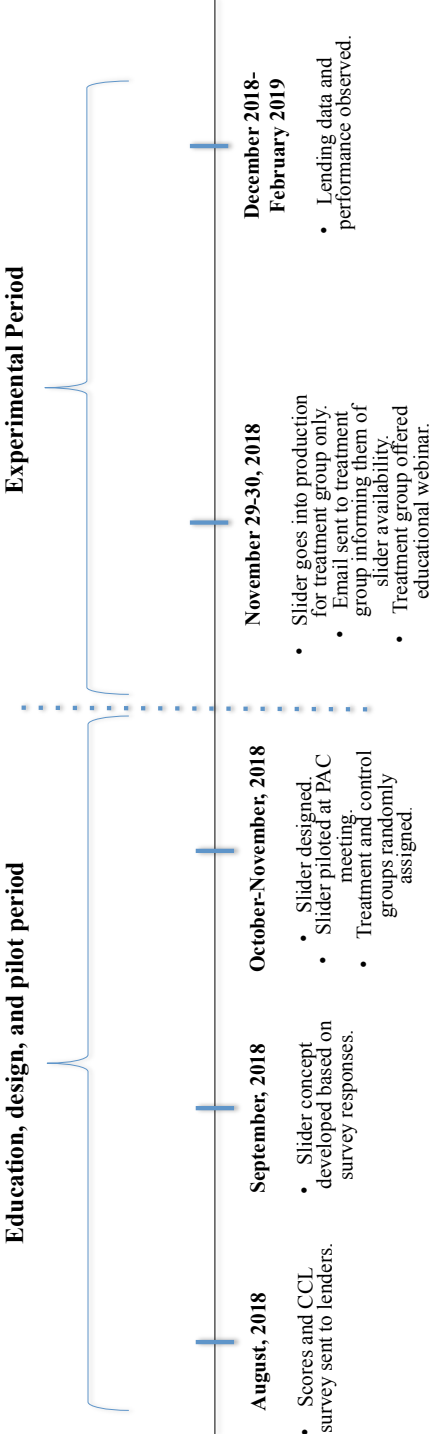 Education, design, and pilot period
Experimental Period
August, 2018
• Scores and CCL
survey sent to lenders.
September, 2018
• Slider concept
developed based on
survey responses.
October-November, 2018
• Slider designed.
• Slider piloted at PAC
meeting.
• Treatment and control
groups randomly
assigned.
November 29-30, 2018
• Slider goes into production
for treatment group only.
• Email sent to treatment
group informing them of
slider availability.
• Treatment group offered
educational webinar.
December 2018-
February 2019
• Lending data and
performance observed.